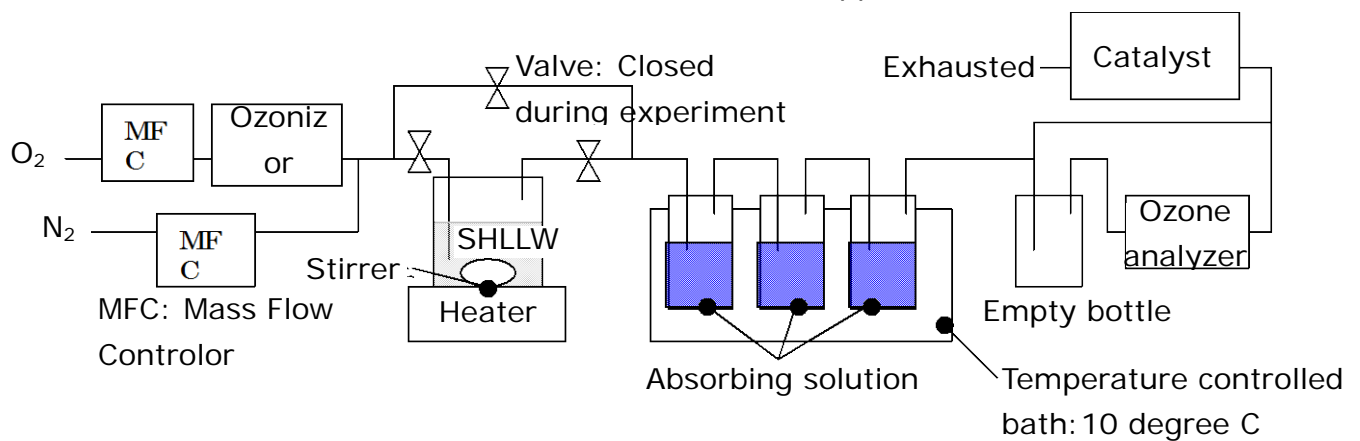 Valve: Closed
during experiment
Exhausted
Catalyst
MF
C
Ozoniz
or
O₂
N₂
MF
C
SHLLW
Stirrer
Heater
MFC: Mass Flow
Controlor
Ozone
analyzer
Empty bottle
Absorbing solution
Temperature controlled
bath:10 degree C